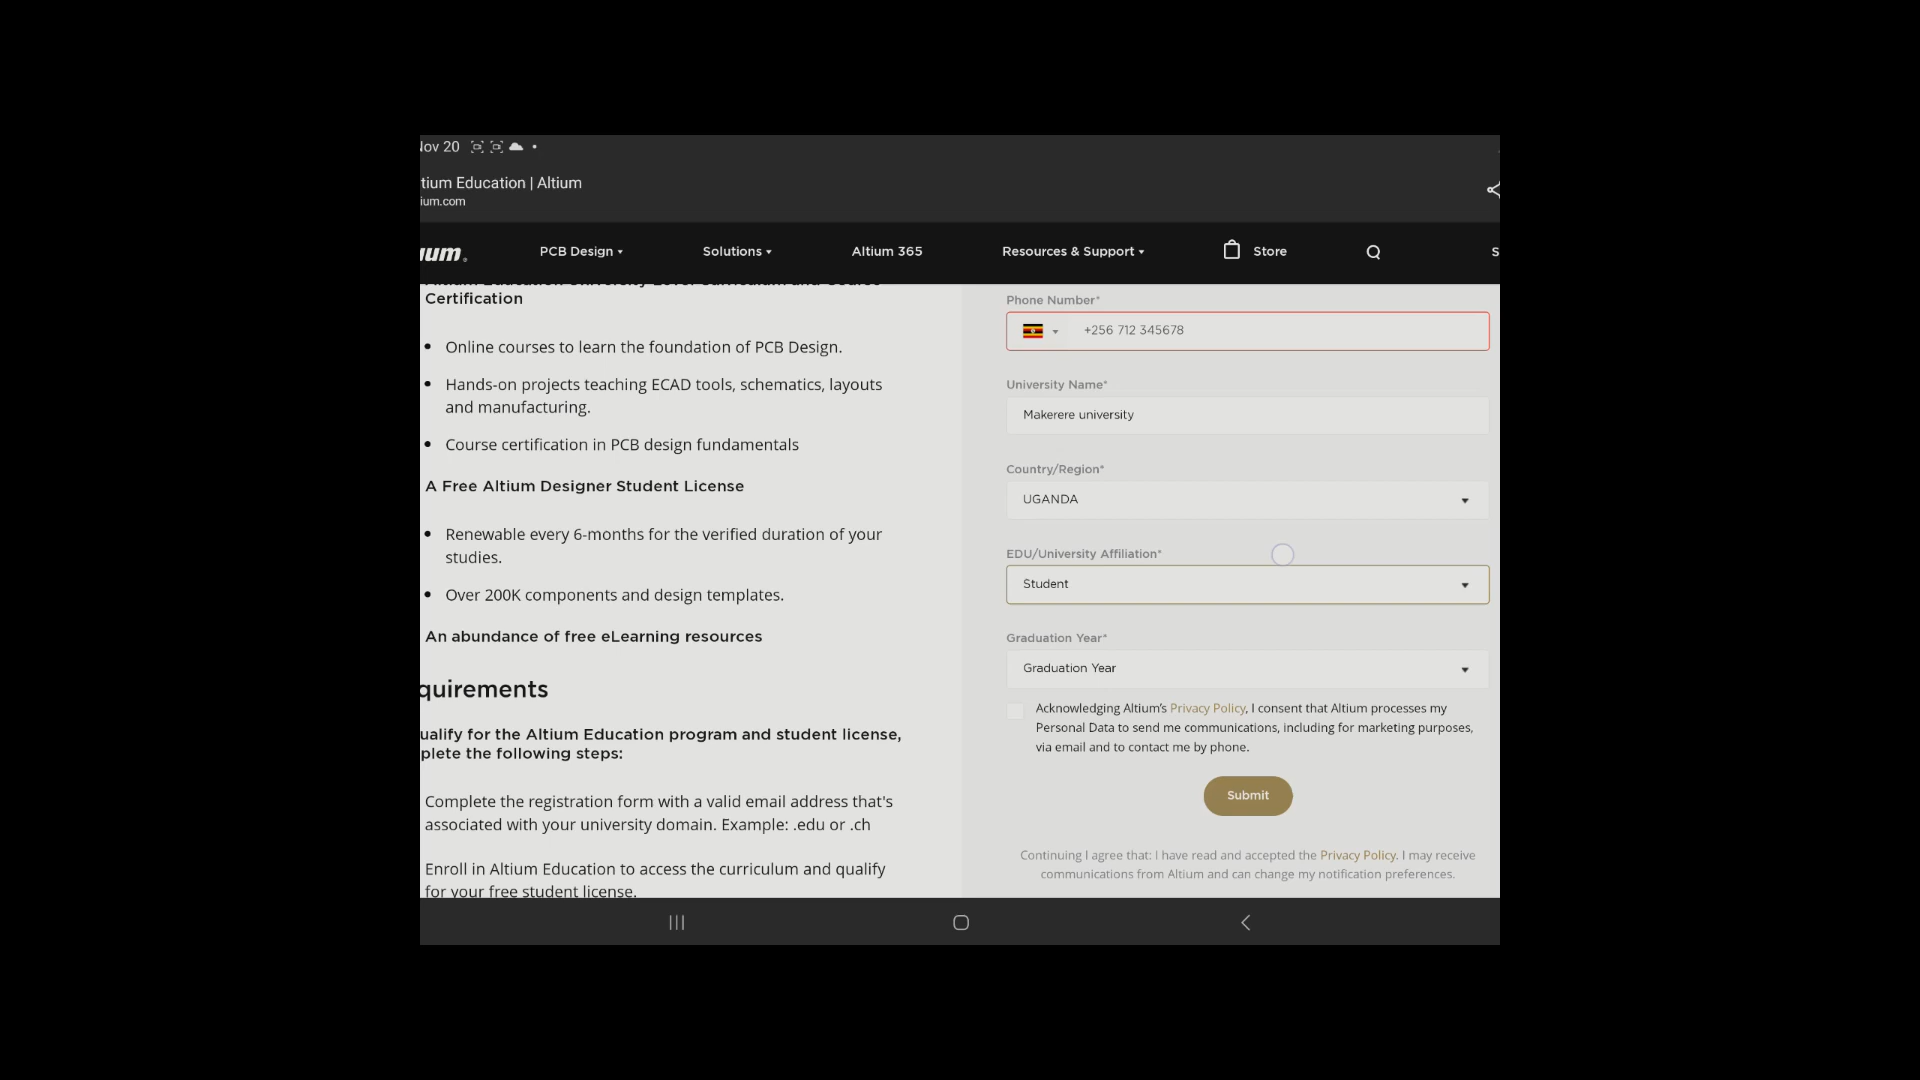 Nov 20
tium Education | Altium
ium.com
ium.
PCB Design
Solutions
Altium 365
Resources & Support
Store
S
Altium Education University Level Curriculum and Course
Certification
Online courses to learn the foundation of PCB Design.
Hands-on projects teaching ECAD tools, schematics, layouts
and manufacturing.
Course certification in PCB design fundamentals
A Free Altium Designer Student License
Renewable every 6-months for the verified duration of your
studies.
Over 200K components and design templates.
An abundance of free eLearning resources
quirements
ualify for the Altium Education program and student license,
plete the following steps:
Complete the registration form with a valid email address that's
associated with your university domain. Example: .edu or .ch
Enroll in Altium Education to access the curriculum and qualify
for your free student license.
Phone Number*
+256 712 345678
University Name*
Makerere university
Country/Region*
UGANDA
EDU/University Affiliation*
Student
Graduation Year*
Graduation Year
Acknowledging Altium's Privacy Policy, I consent that Altium processes my
Personal Data to send me communications, including for marketing purposes,
via email and to contact me by phone.
Submit
Continuing I agree that: I have read and accepted the Privacy Policy. I may receive
communications from Altium and can change my notification preferences.